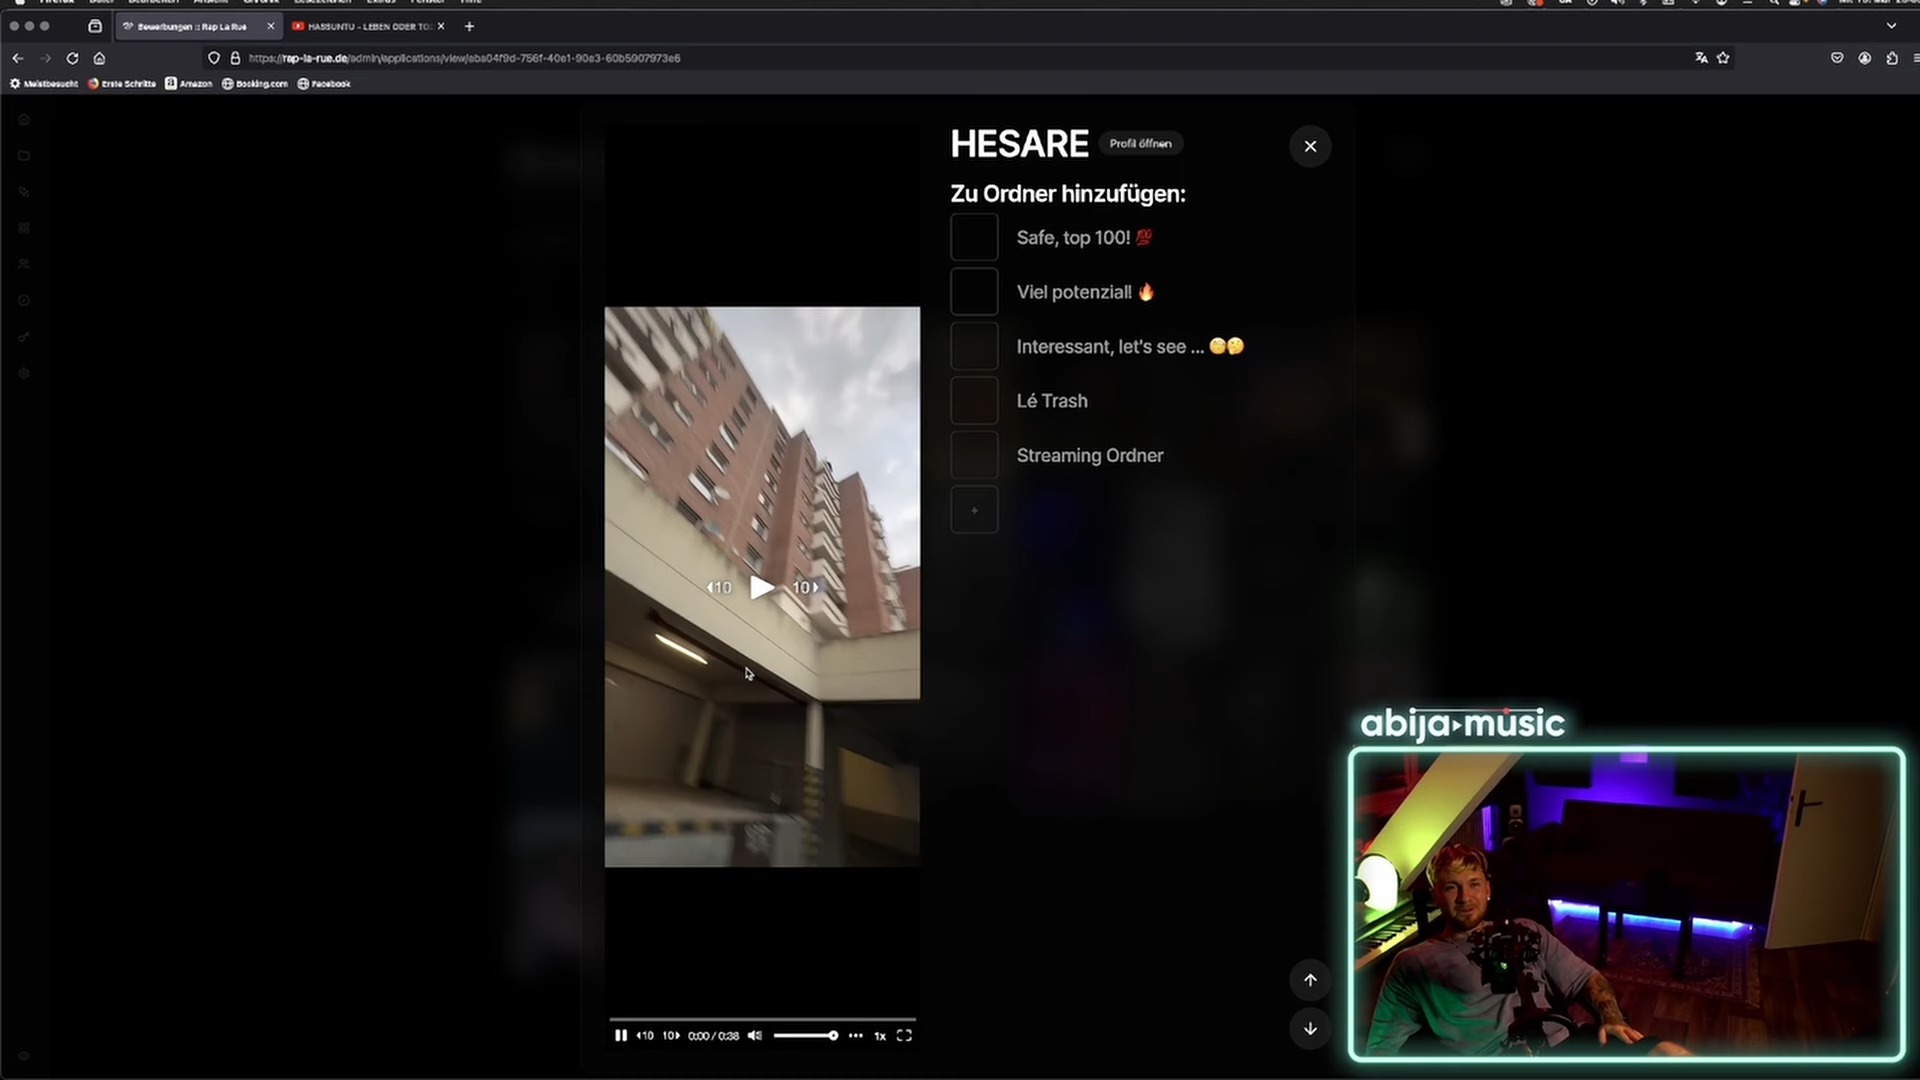 Bewerbungen :: Rap La Rue
HASSUNTU - LEBEN ODER TO
https://rap-la-rue.de/admin/applications/view/eba04f9d-756f-40e1-90e3-60b5907973e6
Meistbesucht
Erste Schritte
Amazon
Booking.com
Facebook
HESARE
Profil öffnen
Zu Ordner hinzufügen:
Safe, top 100! 💯
Viel potenzial! 🔥
Interessant, let's see ... 🧐🤔
Lé Trash
Streaming Ordner
+
10
10
abija music
10
10
0:00 / 0:38
1x